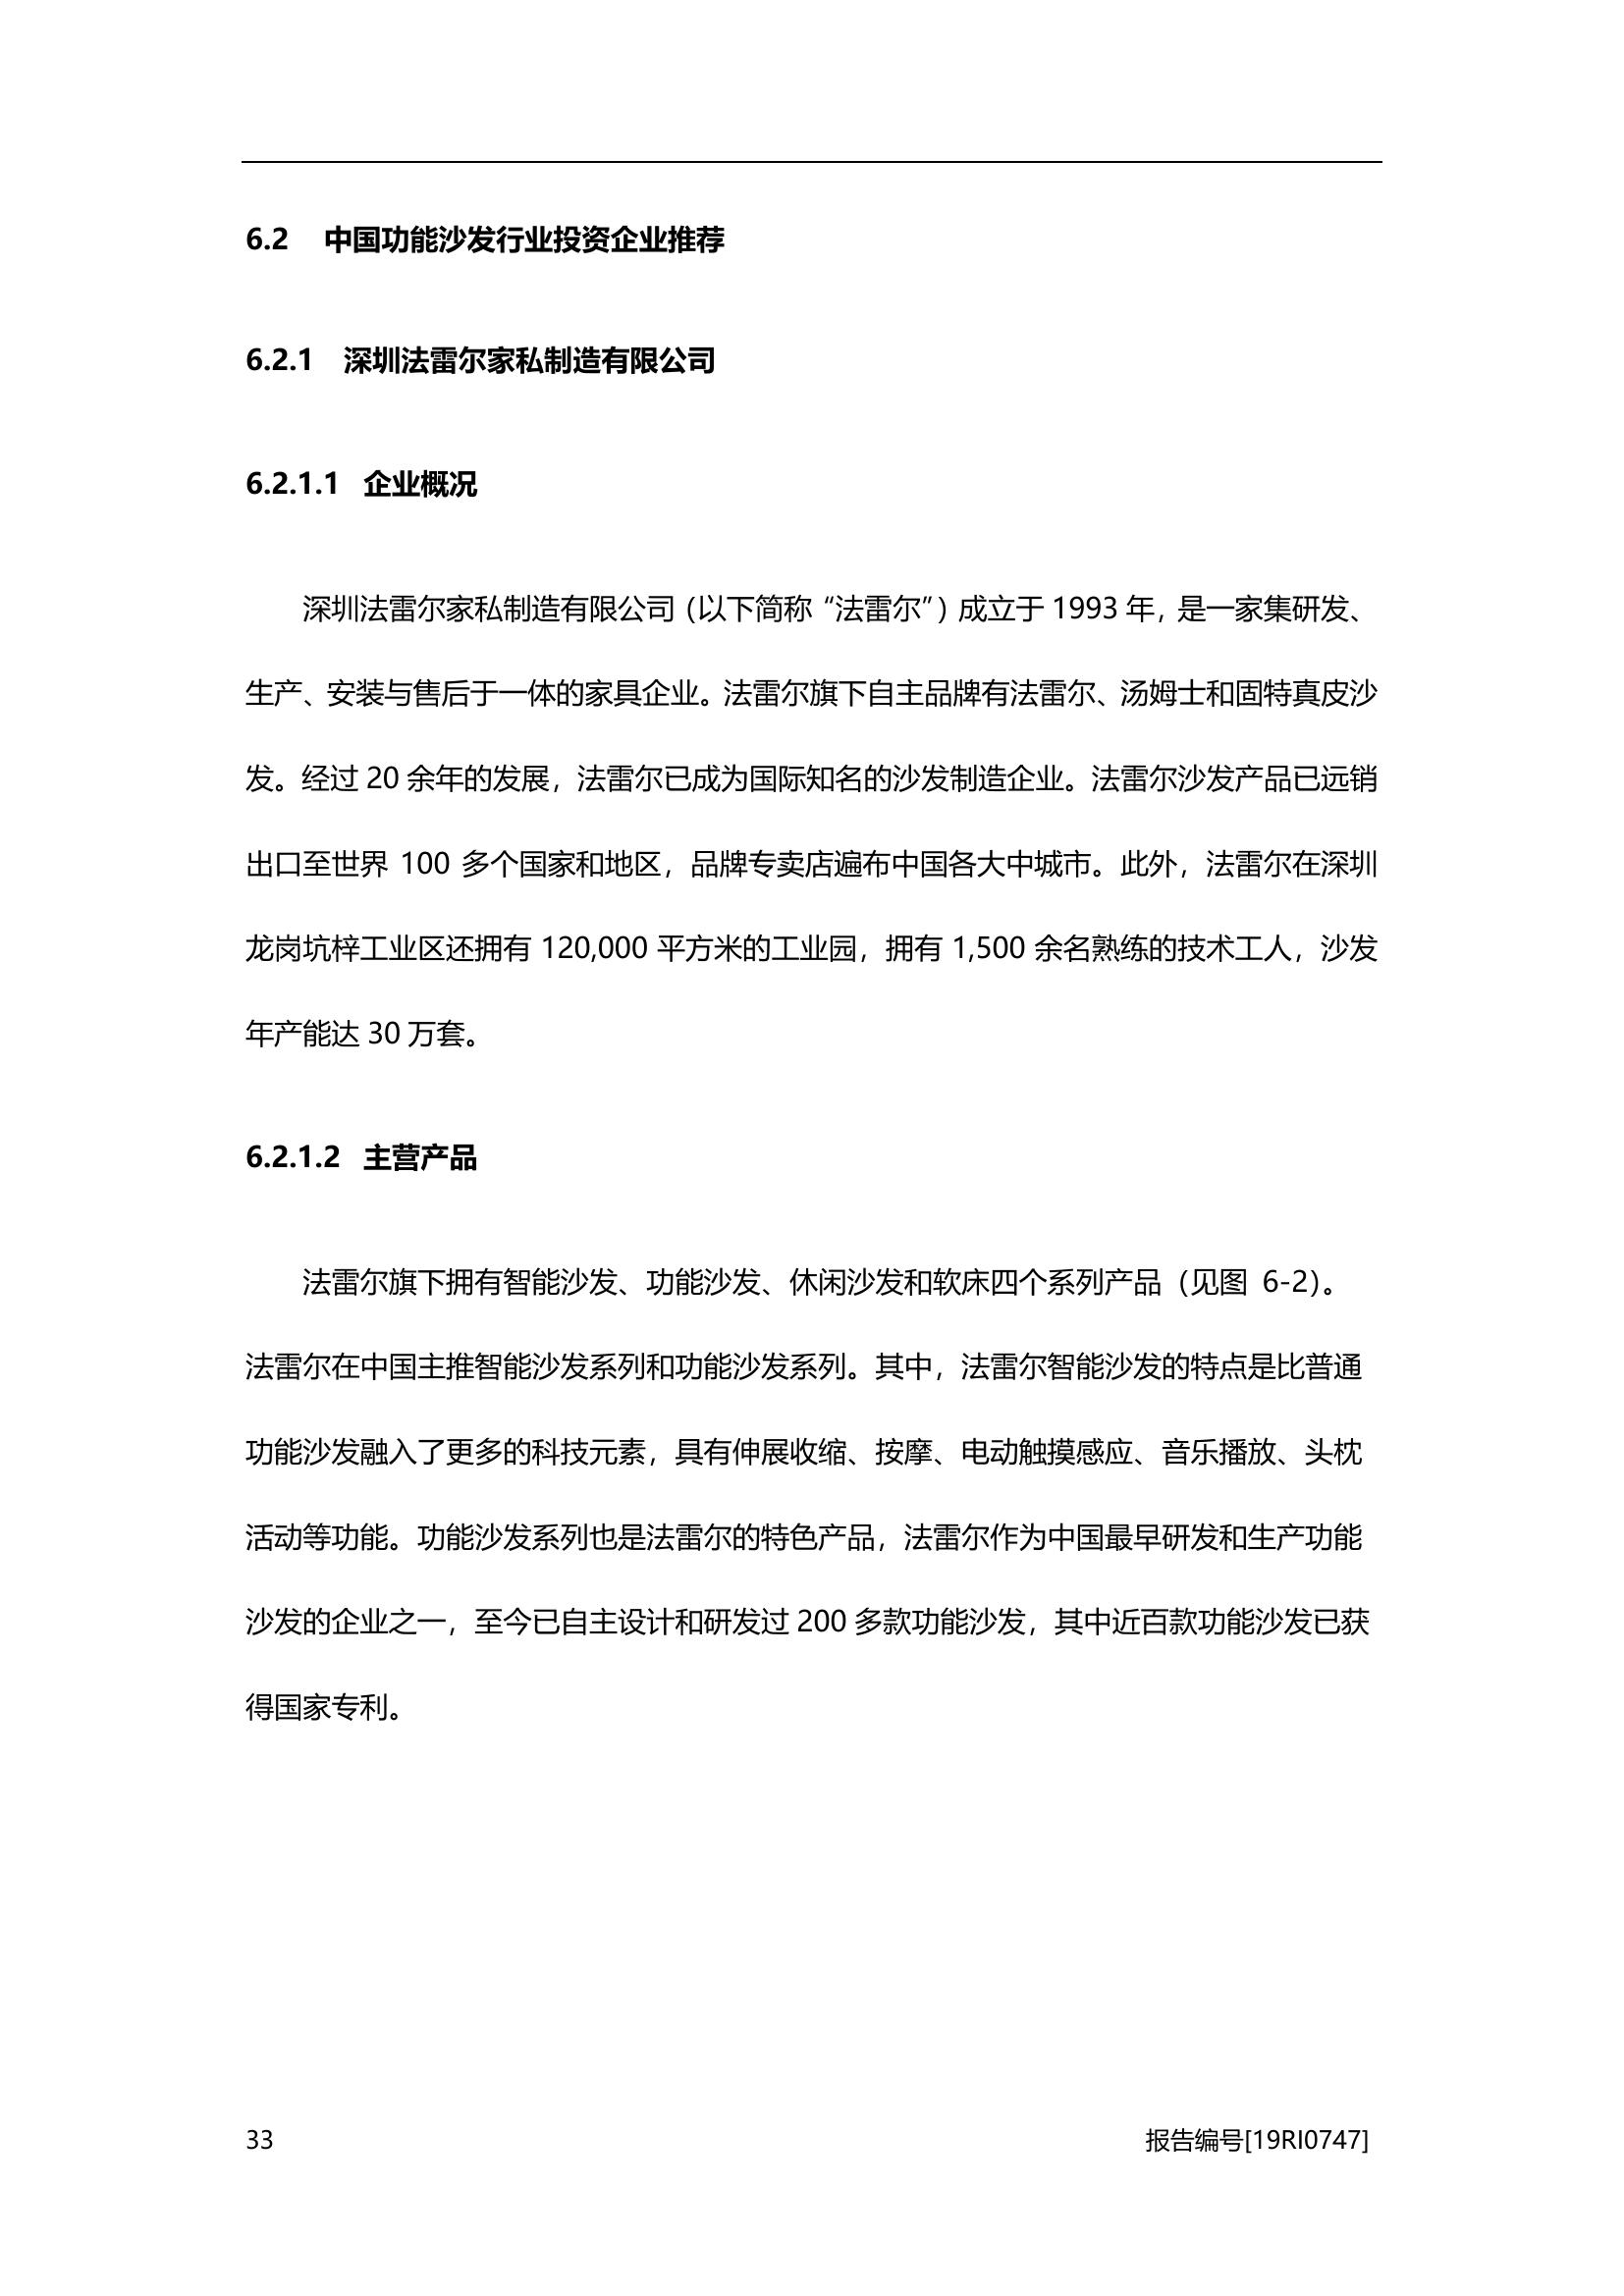 6.2 中国功能沙发行业投资企业推荐
6.2.1 深圳法雷尔家私制造有限公司
6.2.1.1 企业概况
深圳法雷尔家私制造有限公司（以下简称“法雷尔”）成立于 1993 年，是一家集研发、
生产、安装与售后于一体的家具企业。法雷尔旗下自主品牌有法雷尔、汤姆士和固特真皮沙
发。经过 20 余年的发展，法雷尔已成为国际知名的沙发制造企业。法雷尔沙发产品已远销
出口至世界 100 多个国家和地区，品牌专卖店遍布中国各大中城市。此外，法雷尔在深圳
龙岗坑梓工业区还拥有 120,000 平方米的工业园，拥有 1,500 余名熟练的技术工人，沙发
年产能达 30 万套。
6.2.1.2 主营产品
法雷尔旗下拥有智能沙发、功能沙发、休闲沙发和软床四个系列产品（见图 6-2）。
法雷尔在中国主推智能沙发系列和功能沙发系列。其中，法雷尔智能沙发的特点是比普通
功能沙发融入了更多的科技元素，具有伸展收缩、按摩、电动触摸感应、音乐播放、头枕
活动等功能。功能沙发系列也是法雷尔的特色产品，法雷尔作为中国最早研发和生产功能
沙发的企业之一，至今已自主设计和研发过 200 多款功能沙发，其中近百款功能沙发已获
得国家专利。
33 报告编号[19RI0747]